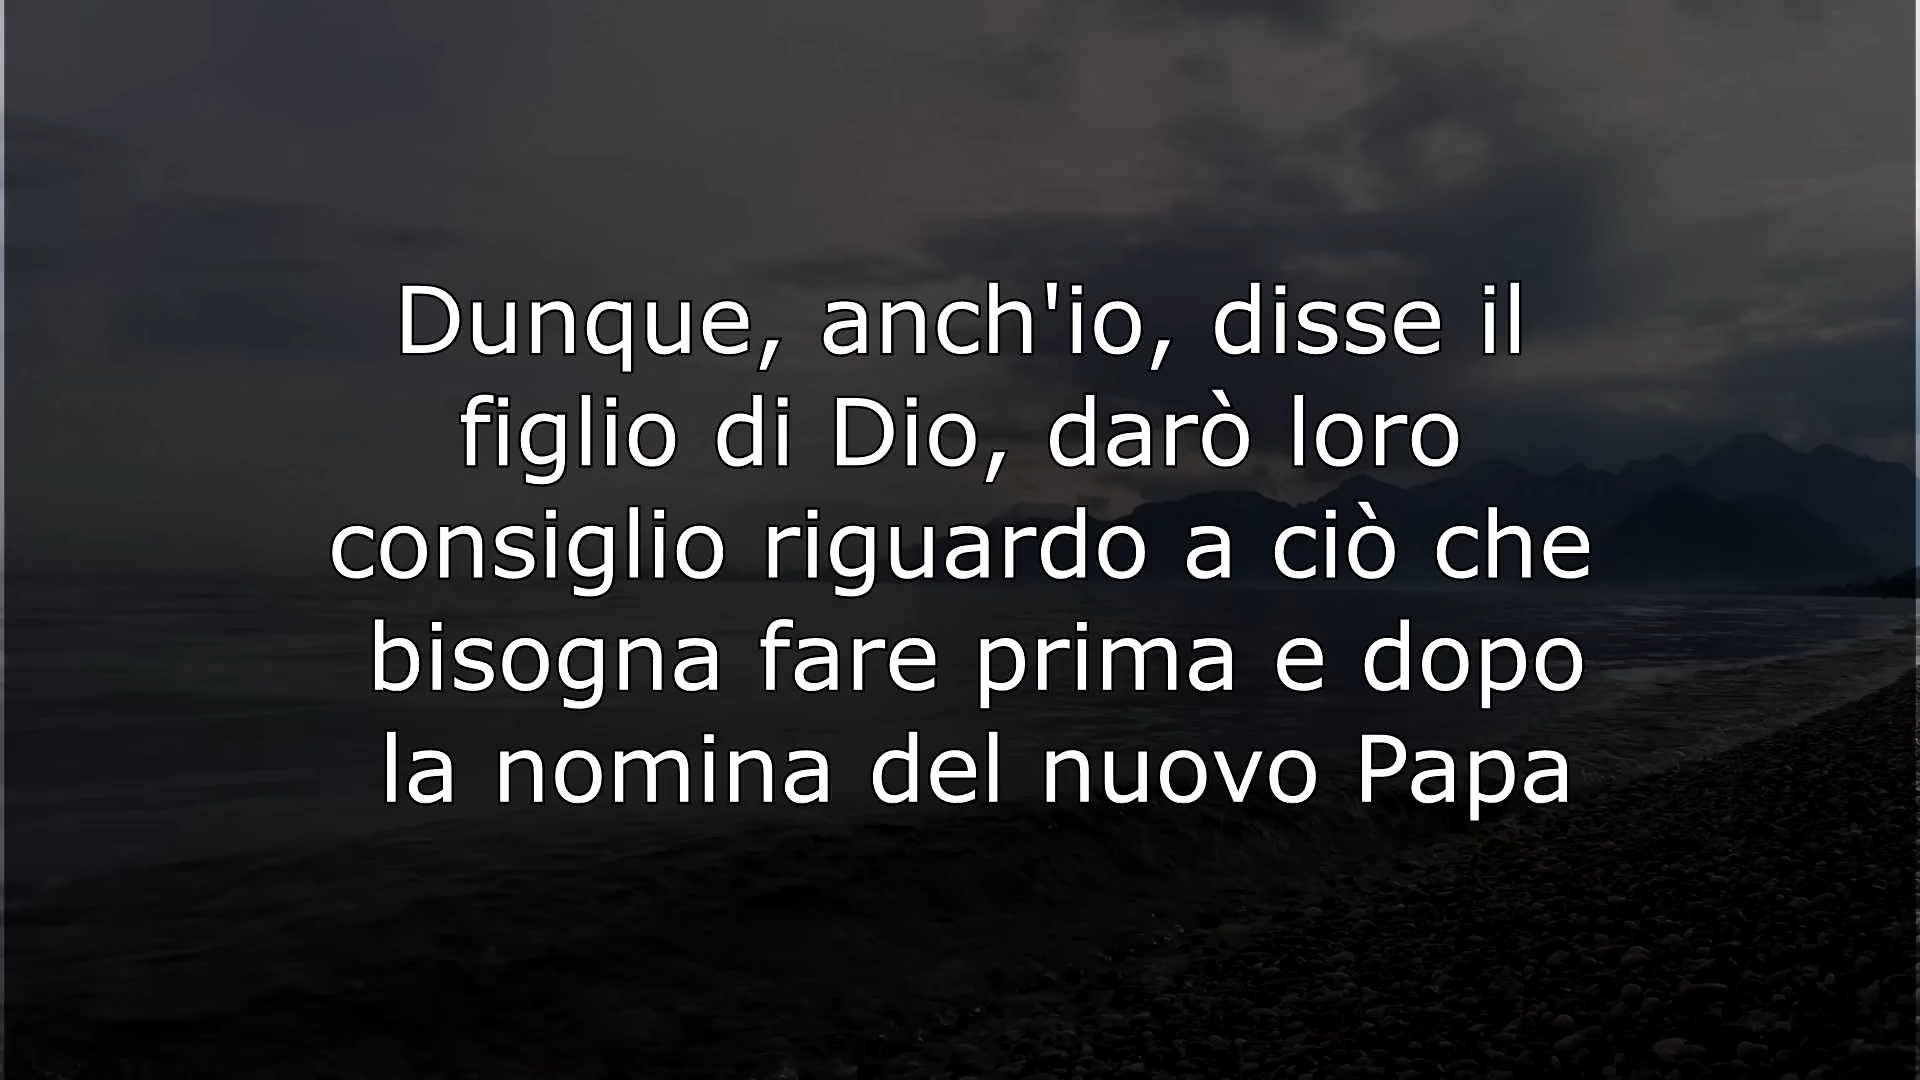 Dunque, anch'io, disse il
figlio di Dio, darò loro
consiglio riguardo a ciò che
bisogna fare prima e dopo
la nomina del nuovo Papa